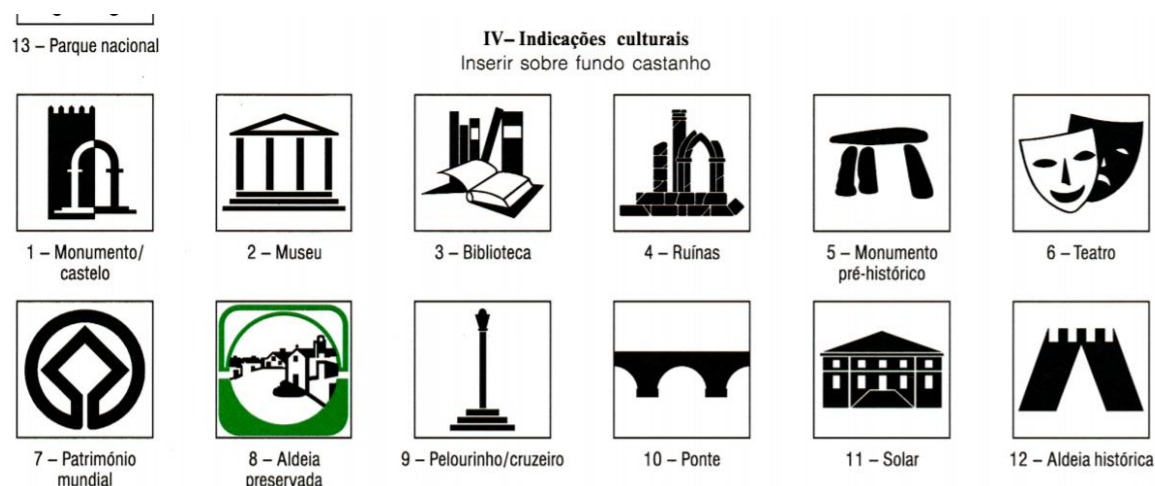 13 – Parque nacional
IV– Indicações culturais
Inserir sobre fundo castanho
1 – Monumento/
castelo
2 – Museu
3 – Biblioteca
4 – Ruínas
5 – Monumento
pré-histórico
6 – Teatro
7 – Património
mundial
8 – Aldeia
preservada
9 – Pelourinho/cruzeiro
10 – Ponte
11 – Solar
12 – Aldeia histórica